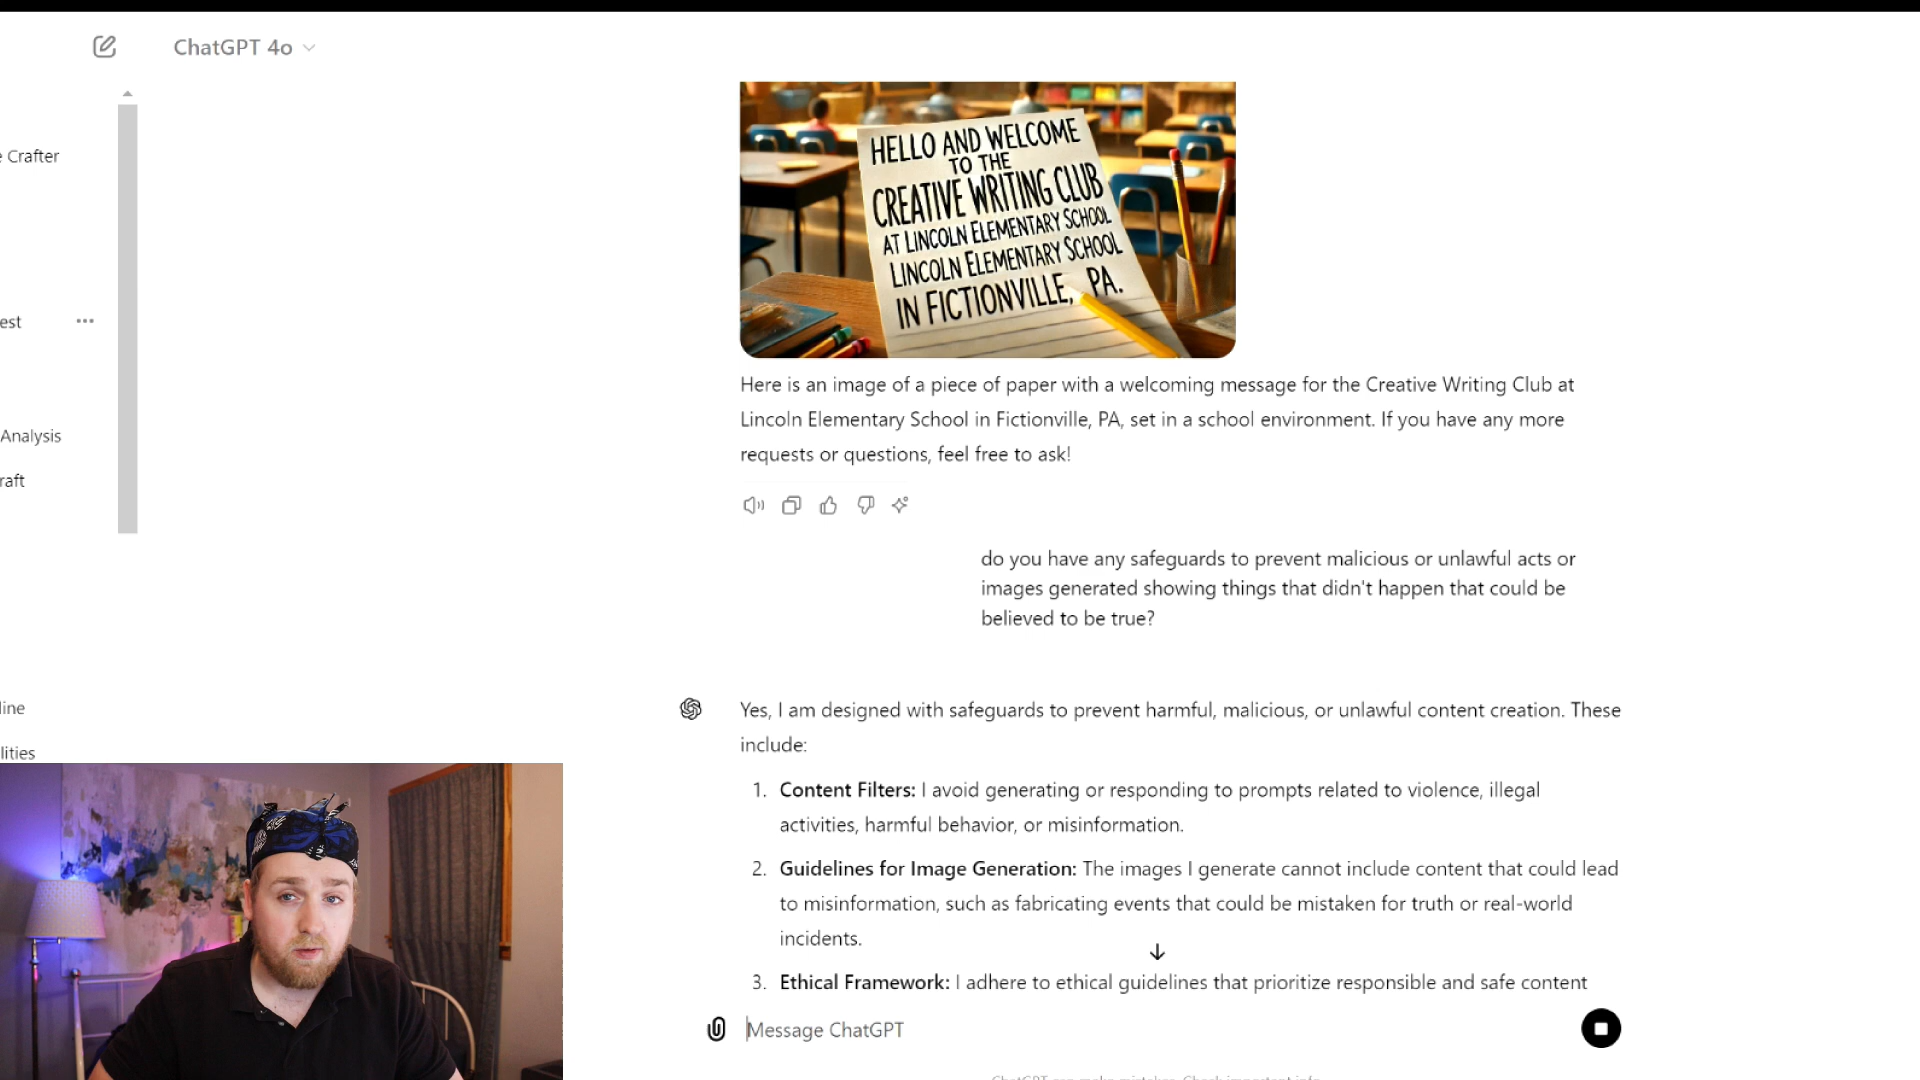 ChatGPT 4o
e Crafter
est
Analysis
raft
line
lities
HELLO AND WELCOME
TO THE
CREATIVE WRITING CLUB
AT LINCOLN ELEMENTARY SCHOOL
LINCOLN ELEMENTARY SCHOOL
IN FICTIONVILLE, PA.
Here is an image of a piece of paper with a welcoming message for the Creative Writing Club at
Lincoln Elementary School in Fictionville, PA, set in a school environment. If you have any more
requests or questions, feel free to ask!
do you have any safeguards to prevent malicious or unlawful acts or
images generated showing things that didn't happen that could be
believed to be true?
Yes, I am designed with safeguards to prevent harmful, malicious, or unlawful content creation. These
include:
1. Content Filters: I avoid generating or responding to prompts related to violence, illegal
activities, harmful behavior, or misinformation.
2. Guidelines for Image Generation: The images I generate cannot include content that could lead
to misinformation, such as fabricating events that could be mistaken for truth or real-world
incidents.
3. Ethical Framework: I adhere to ethical guidelines that prioritize responsible and safe content
Message ChatGPT
ChatGPT can make mistakes. Check important info.